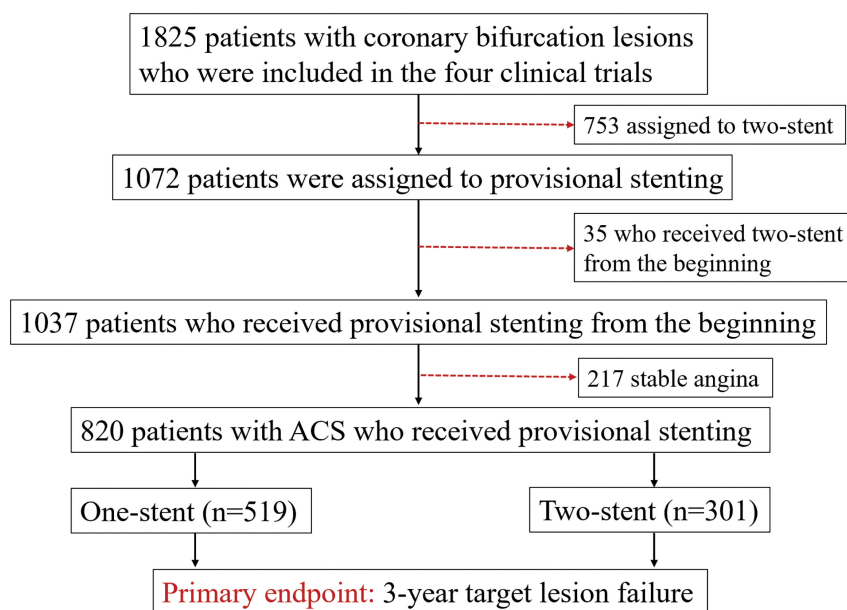 1825 patients with coronary bifurcation lesions
who were included in the four clinical trials
753 assigned to two-stent
1072 patients were assigned to provisional stenting
35 who received two-stent
from the beginning
1037 patients who received provisional stenting from the beginning
217 stable angina
820 patients with ACS who received provisional stenting
One-stent (n=519)
Two-stent (n=301)
Primary endpoint: 3-year target lesion failure